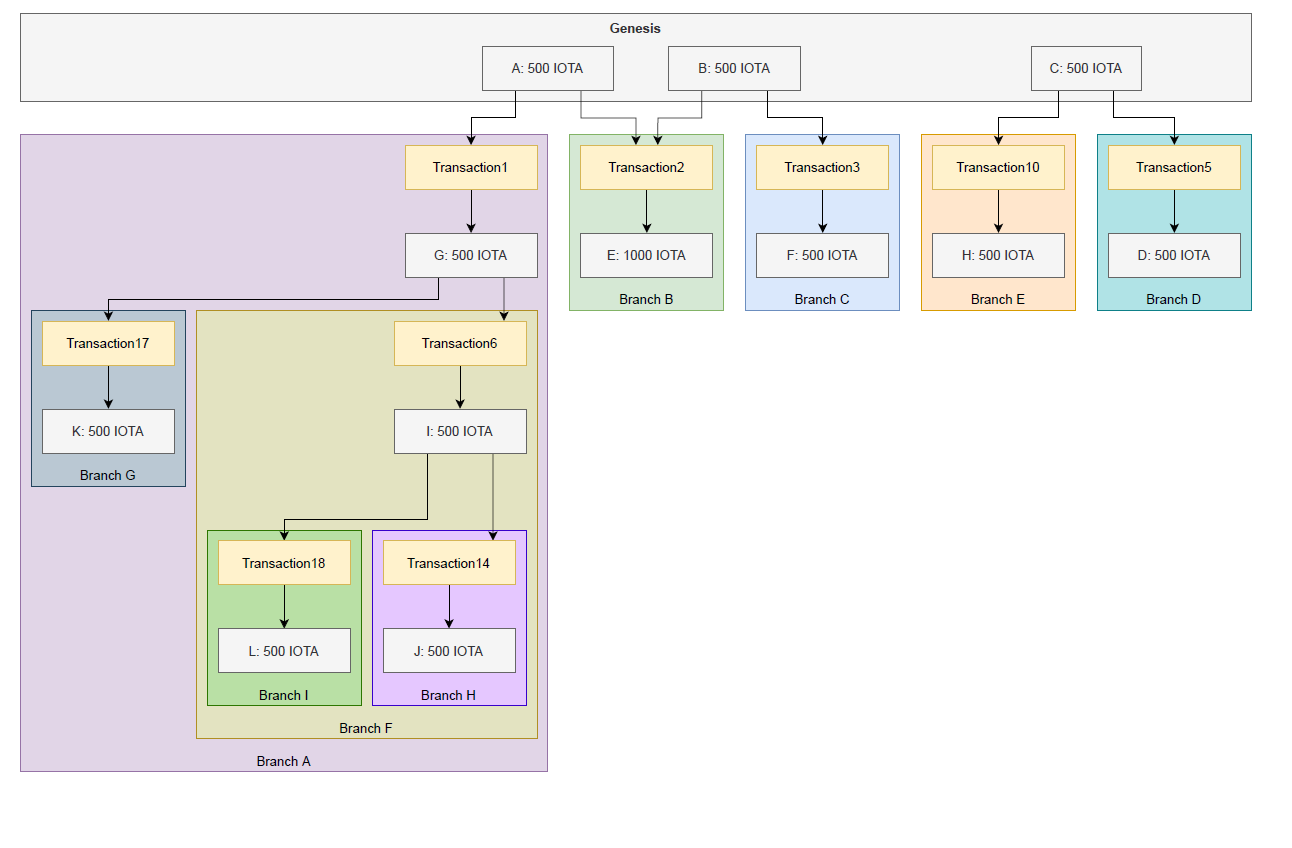 Genesis
A: 500 IOTA
B: 500 IOTA
C: 500 IOTA
Transaction1
Transaction2
Transaction3
Transaction10
Transaction5
G: 500 IOTA
E: 1000 IOTA
F: 500 IOTA
H: 500 IOTA
D: 500 IOTA
Branch B
Branch C
Branch E
Branch D
Transaction17
Transaction6
K: 500 IOTA
I: 500 IOTA
Branch G
Transaction18
Transaction14
L: 500 IOTA
J: 500 IOTA
Branch I
Branch H
Branch F
Branch A